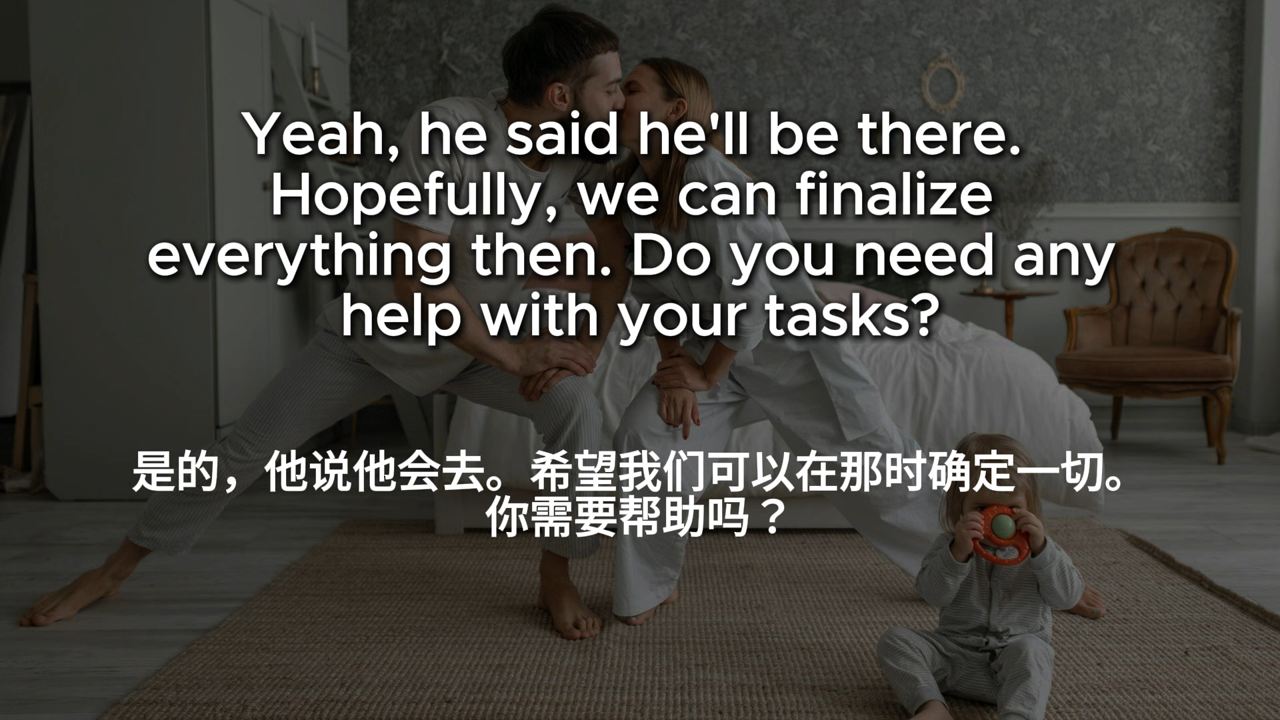 Yeah, he said he'll be there.
Hopefully, we can finalize
everything then. Do you need any
help with your tasks?
是的，他说他会去。希望我们可以在那时确定一切。
你需要帮助吗？